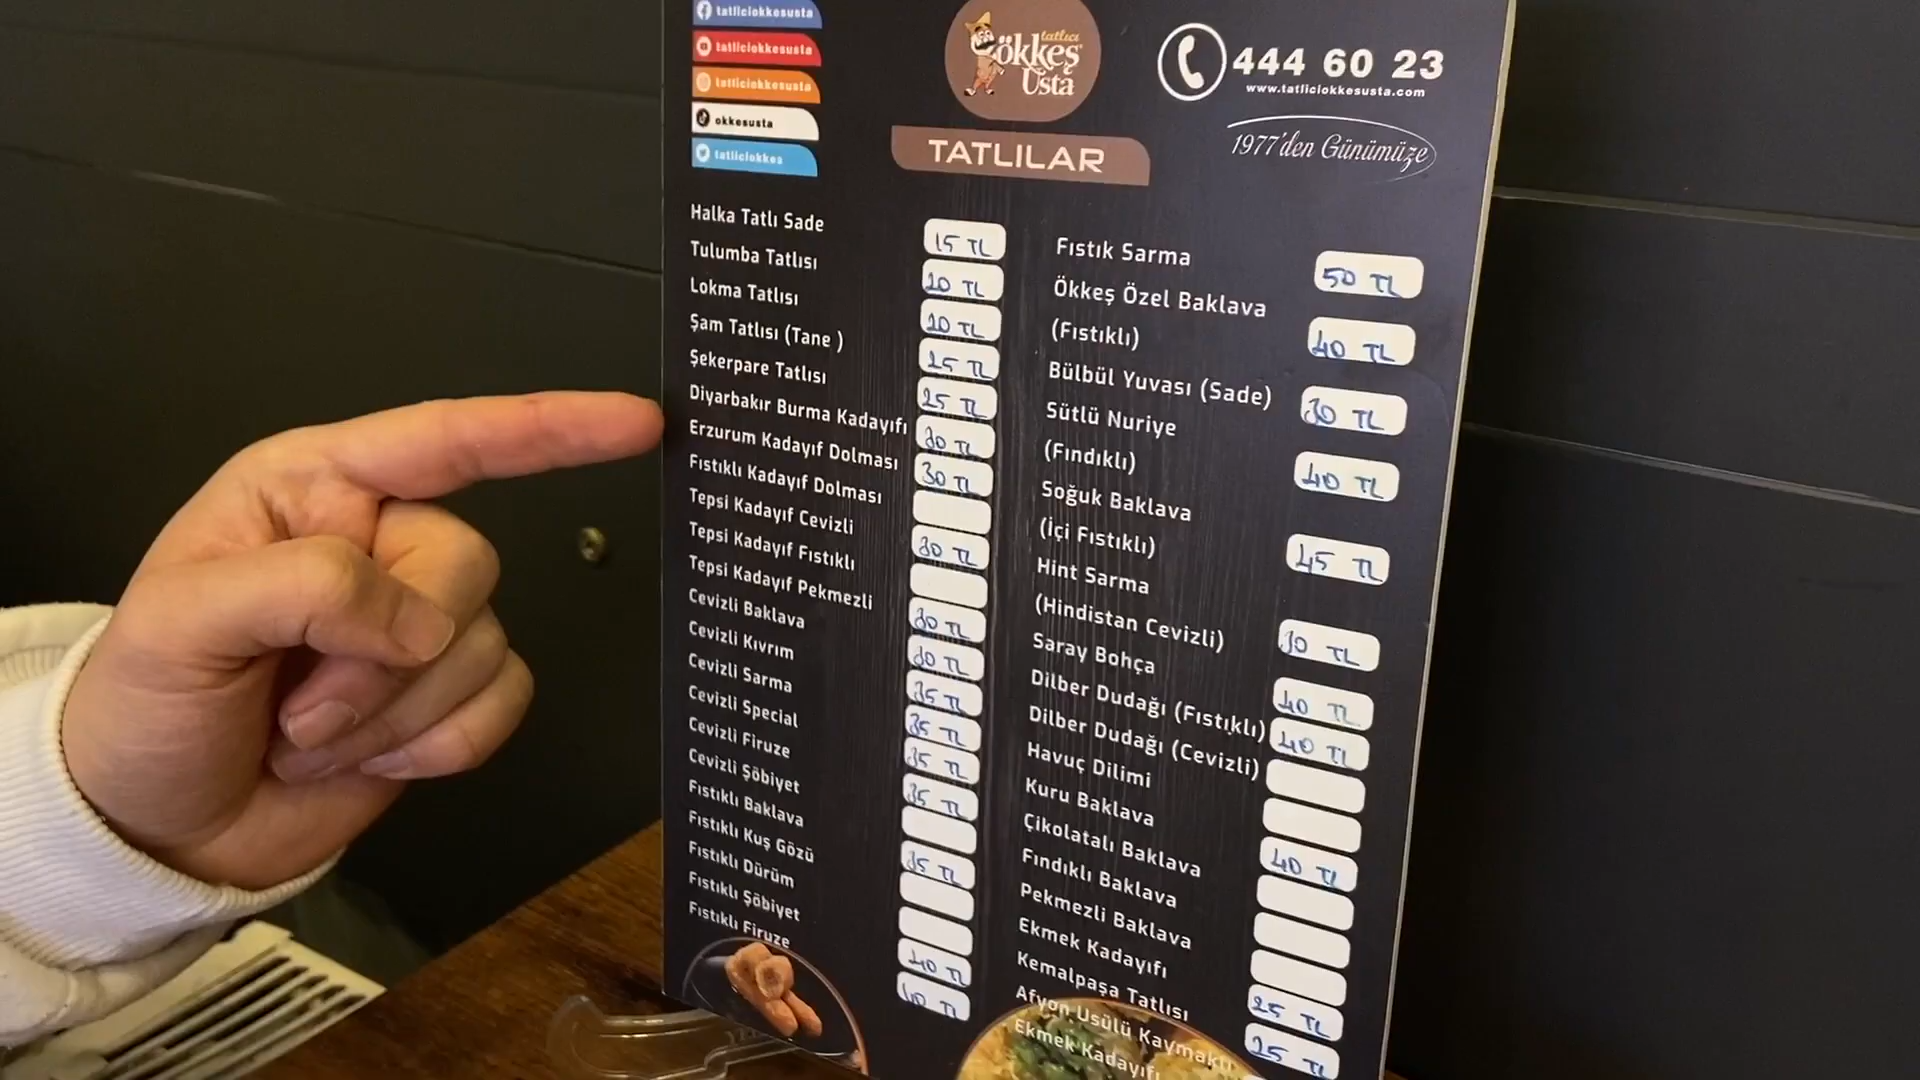 tatliciokkesusta
tatliciokkesusta
tatliciokkesusta
okkesusta
tatliciokkes
tatlıcı
ökkeş
Usta
444 60 23
www.tatliciokkesusta.com
1977'den Günümüze
TATLILAR
Halka Tatlı Sade 15 TL
Tulumba Tatlısı 20 TL
Lokma Tatlısı 20 TL
Şam Tatlısı (Tane ) 25 TL
Şekerpare Tatlısı 25 TL
Diyarbakır Burma Kadayıfı 30 TL
Erzurum Kadayıf Dolması 30 TL
Fıstıklı Kadayıf Dolması
Tepsi Kadayıf Cevizli 30 TL
Tepsi Kadayıf Fıstıklı
Tepsi Kadayıf Pekmezli 30 TL
Cevizli Baklava 30 TL
Cevizli Kıvrım 35 TL
Cevizli Sarma 35 TL
Cevizli Special 35 TL
Cevizli Firuze 35 TL
Cevizli Şöbiyet
Fıstıklı Baklava 35 TL
Fıstıklı Kuş Gözü
Fıstıklı Dürüm
Fıstıklı Şöbiyet 40 TL
Fıstıklı Firuze 40 TL
Fıstık Sarma 50 TL
Ökkeş Özel Baklava
(Fıstıklı) 40 TL
Bülbül Yuvası (Sade) 30 TL
Sütlü Nuriye
(Fındıklı) 40 TL
Soğuk Baklava
(İçi Fıstıklı) 45 TL
Hint Sarma
(Hindistan Cevizli) 30 TL
Saray Bohça 40 TL
Dilber Dudağı (Fıstıklı) 40 TL
Dilber Dudağı (Cevizli)
Havuç Dilimi
Kuru Baklava 40 TL
Çikolatalı Baklava
Fındıklı Baklava
Pekmezli Baklava
Ekmek Kadayıfı 25 TL
Kemalpaşa Tatlısı 25 TL
Afyon Usülü Kaymaklı
Ekmek Kadayıfı